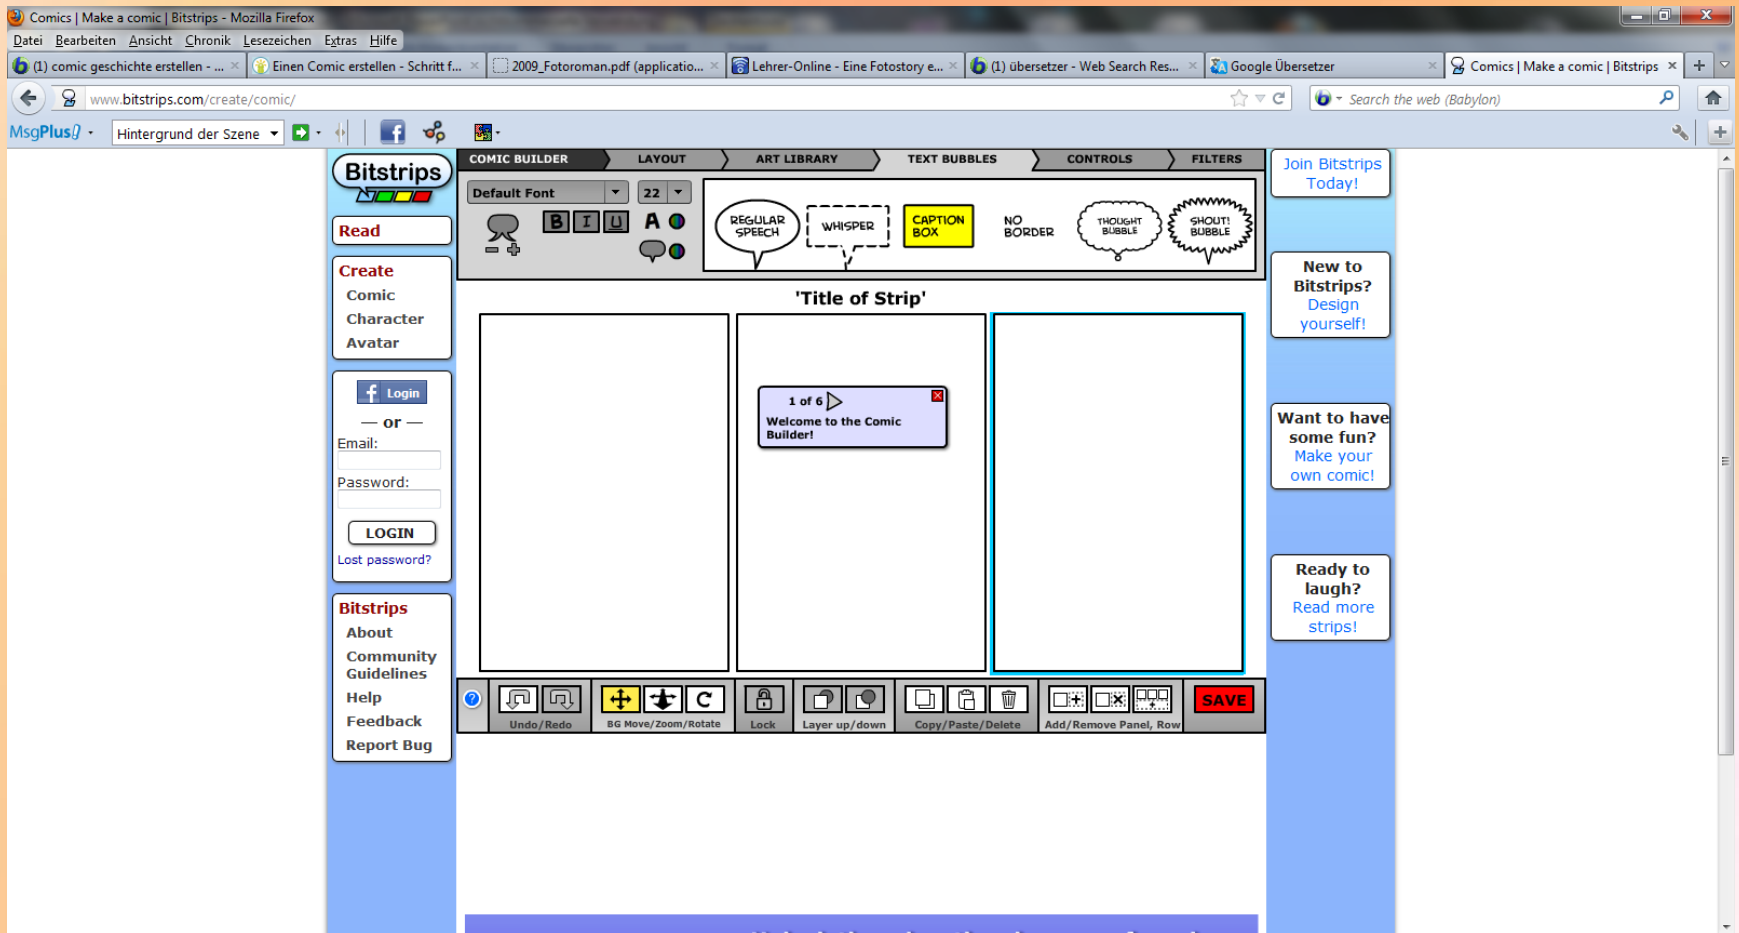 Comics | Make a comic | Bitstrips - Mozilla Firefox
Datei Bearbeiten Ansicht Chronik Lesezeichen Extras Hilfe
(1) comic geschichte erstellen - ... Einen Comic erstellen - Schritt f... 2009_Fotoroman.pdf (applicatio... Lehrer-Online - Eine Fotostory e... (1) übersetzer - Web Search Res... Google Übersetzer Comics | Make a comic | Bitstrips
www.bitstrips.com/create/comic/ Search the web (Babylon)
MsgPlus! Hintergrund der Szene
Bitstrips
Read
Create
Comic
Character
Avatar
Login
— or —
Email:
Password:
LOGIN
Lost password?
Bitstrips
About
Community
Guidelines
Help
Feedback
Report Bug
COMIC BUILDER LAYOUT ART LIBRARY TEXT BUBBLES CONTROLS FILTERS
Default Font 22
B I U A
REGULAR
SPEECH
WHISPER
CAPTION
BOX
NO
BORDER
THOUGHT
BUBBLE
SHOUT!
BUBBLE
'Title of Strip'
1 of 6
Welcome to the Comic
Builder!
Undo/Redo BG Move/Zoom/Rotate Lock Layer up/down Copy/Paste/Delete Add/Remove Panel, Row
SAVE
Join Bitstrips
Today!
New to
Bitstrips?
Design
yourself!
Want to have
some fun?
Make your
own comic!
Ready to
laugh?
Read more
strips!